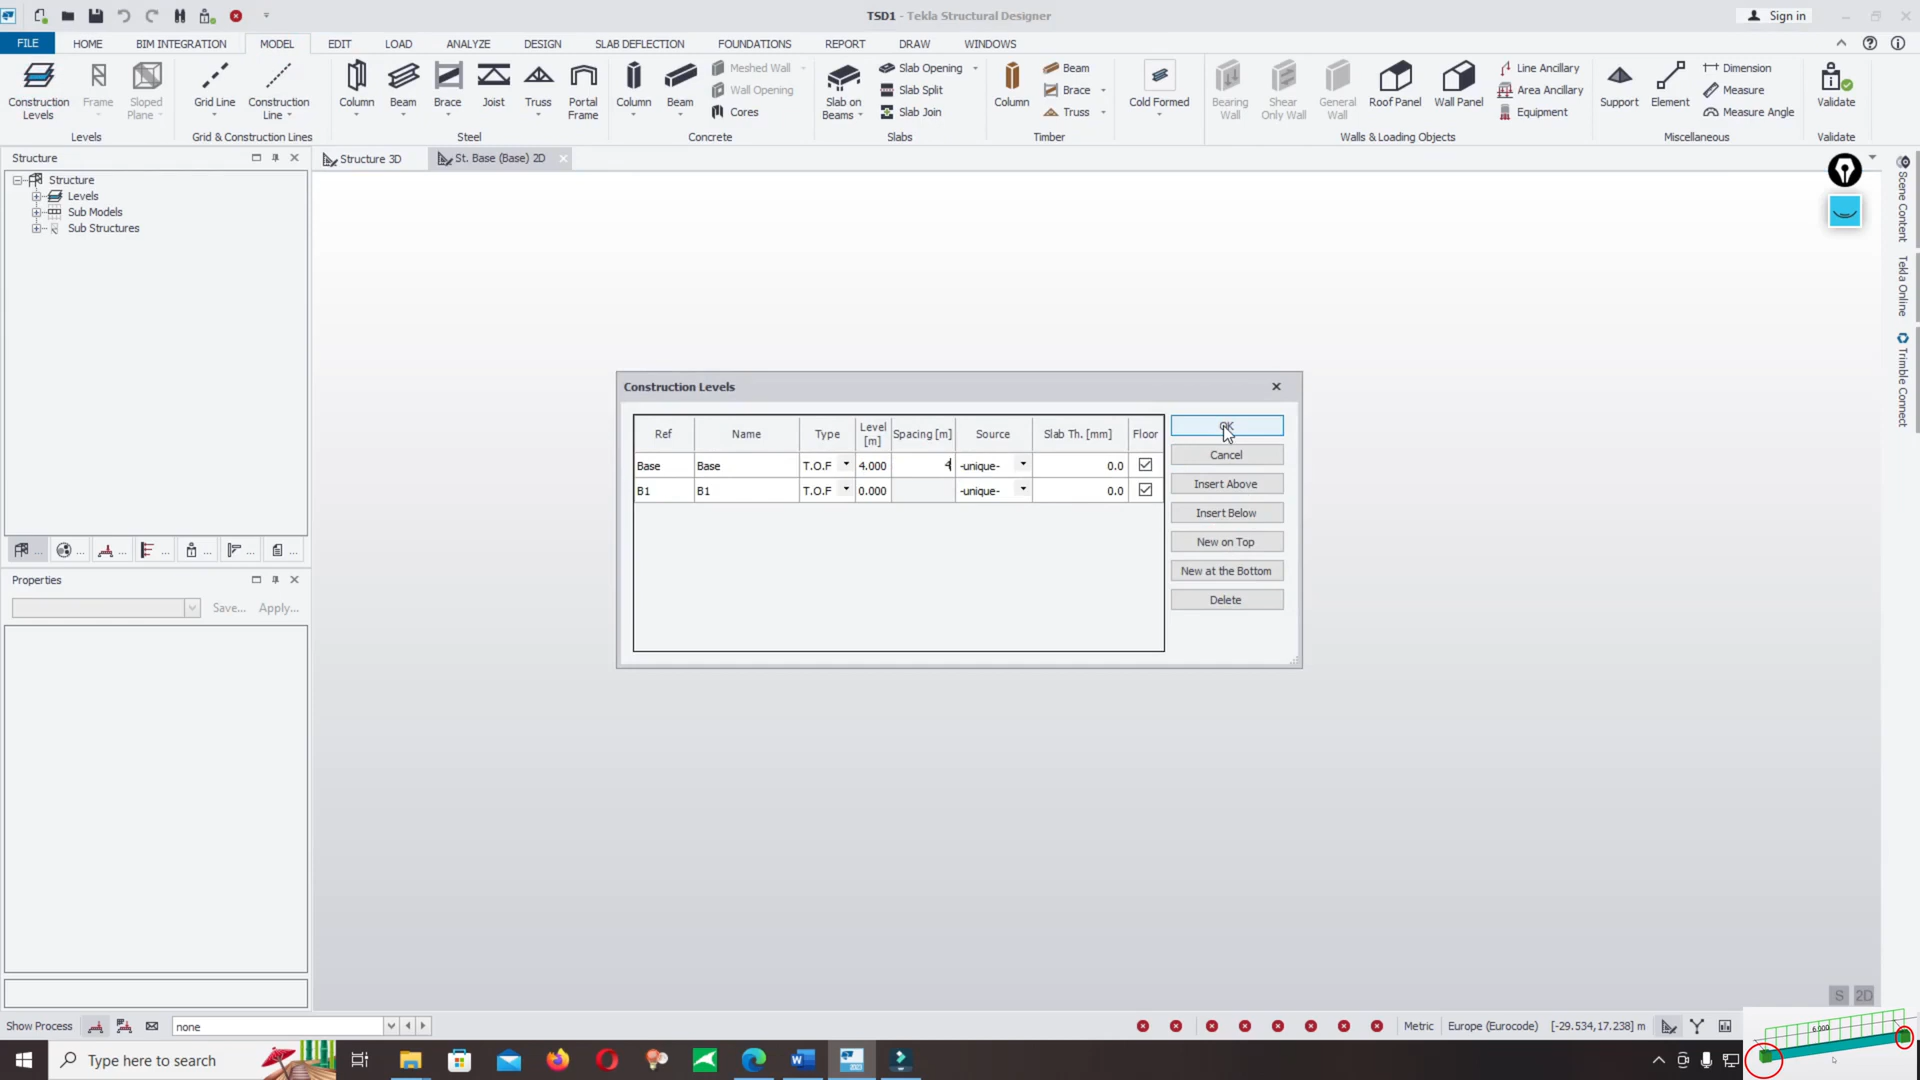 TSD1 - Tekla Structural Designer
Sign in
FILE HOME BIM INTEGRATION MODEL EDIT LOAD ANALYZE DESIGN SLAB DEFLECTION FOUNDATIONS REPORT DRAW WINDOWS
Construction Levels
Frame
Sloped Plane
Levels
Grid Line
Construction Line
Grid & Construction Lines
Column
Beam
Brace
Joist
Truss
Portal Frame
Steel
Column
Beam
Meshed Wall
Wall Opening
Cores
Concrete
Slab on Beams
Slab Opening
Slab Split
Slab Join
Slabs
Column
Beam
Brace
Truss
Timber
Cold Formed
Bearing Wall
Shear Only Wall
General Wall
Roof Panel
Wall Panel
Line Ancillary
Area Ancillary
Equipment
Walls & Loading Objects
Support
Element
Dimension
Measure
Measure Angle
Miscellaneous
Validate
Validate
Structure
Structure 3D
St. Base (Base) 2D
Structure
Levels
Sub Models
Sub Structures
Scene Content
Tekla Online
Trimble Connect
Construction Levels
Ref Name Type Level [m] Spacing [m] Source Slab Th. [mm] Floor
Base Base T.O.F 4.000 4 -unique- 0.0
B1 B1 T.O.F 0.000 -unique- 0.0
OK
Cancel
Insert Above
Insert Below
New on Top
New at the Bottom
Delete
Properties
Save... Apply...
S 2D
Show Process none Metric Europe (Eurocode) [-29.534,17.238] m
6.000
Type here to search
2023